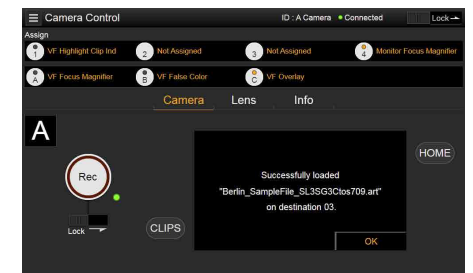 Camera Control
ID : A Camera
Connected
Lock
Assign
1 VF Highlight Clip Ind
2 Not Assigned
3 Not Assigned
4 Monitor Focus Magnifier
A VF Focus Magnifier
B VF False Color
C VF Overlay
Camera Lens Info
A
HOME
Rec
Successfully loaded
"Berlin_SampleFile_SL3SG3Ctos709.art"
on destination 03.
Lock
CLIPS
OK